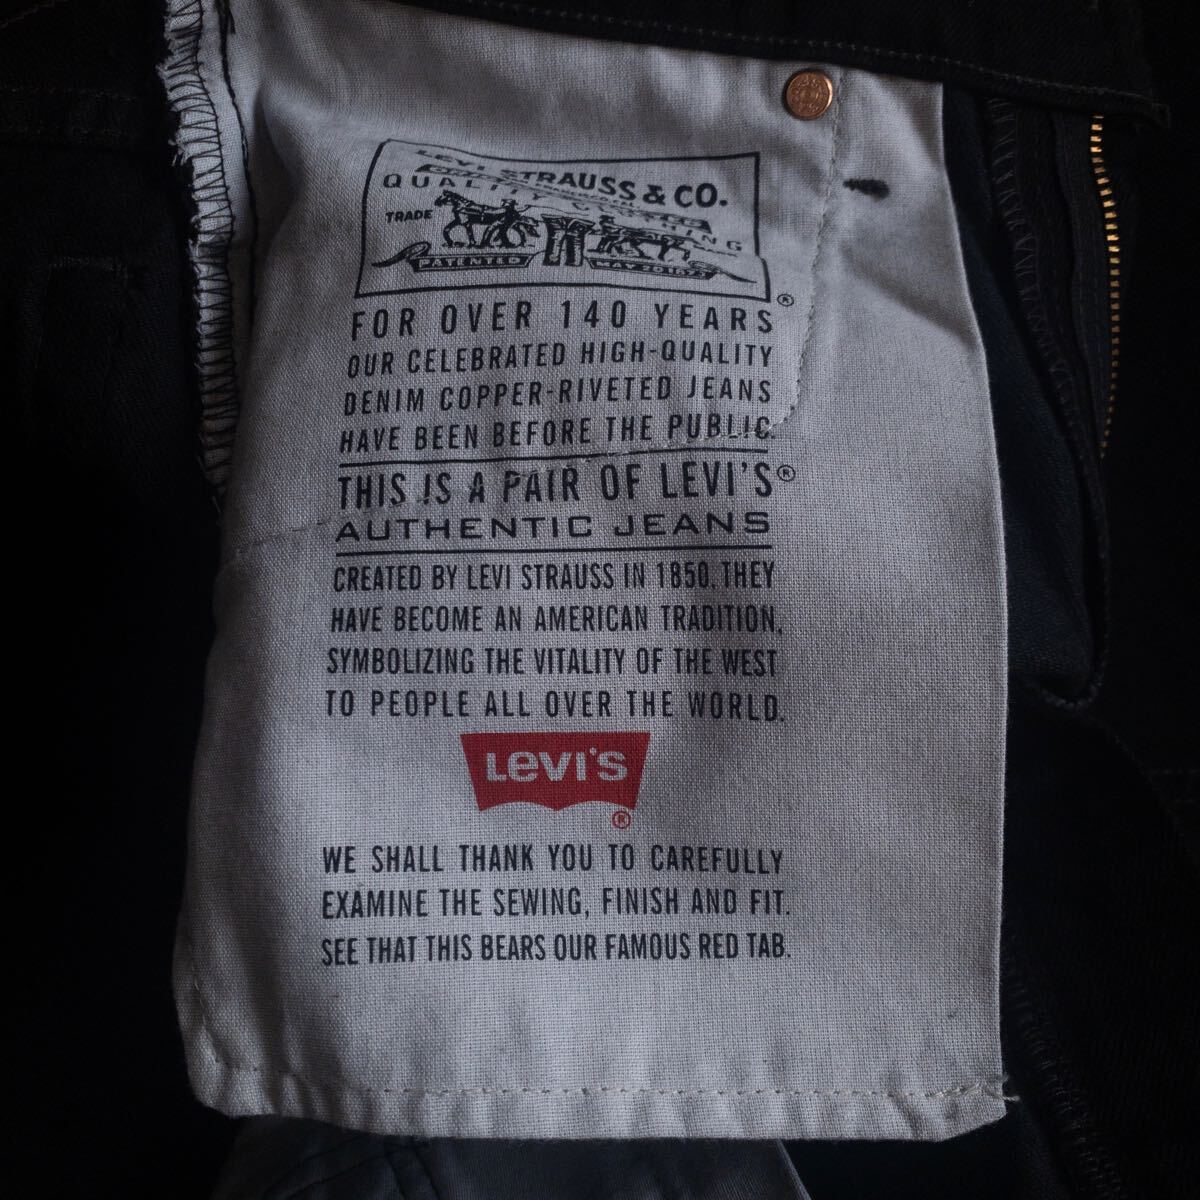 LEVI STRAUSS & CO.
QUALITY CLOTHING
TRADE
PATENTED MAY 20 1873
®
FOR OVER 140 YEARS
OUR CELEBRATED HIGH-QUALITY
DENIM COPPER-RIVETED JEANS
HAVE BEEN BEFORE THE PUBLIC.
THIS IS A PAIR OF LEVI'S®
AUTHENTIC JEANS
CREATED BY LEVI STRAUSS IN 1850. THEY
HAVE BECOME AN AMERICAN TRADITION,
SYMBOLIZING THE VITALITY OF THE WEST
TO PEOPLE ALL OVER THE WORLD.
LEVI'S
®
WE SHALL THANK YOU TO CAREFULLY
EXAMINE THE SEWING, FINISH AND FIT.
SEE THAT THIS BEARS OUR FAMOUS RED TAB.